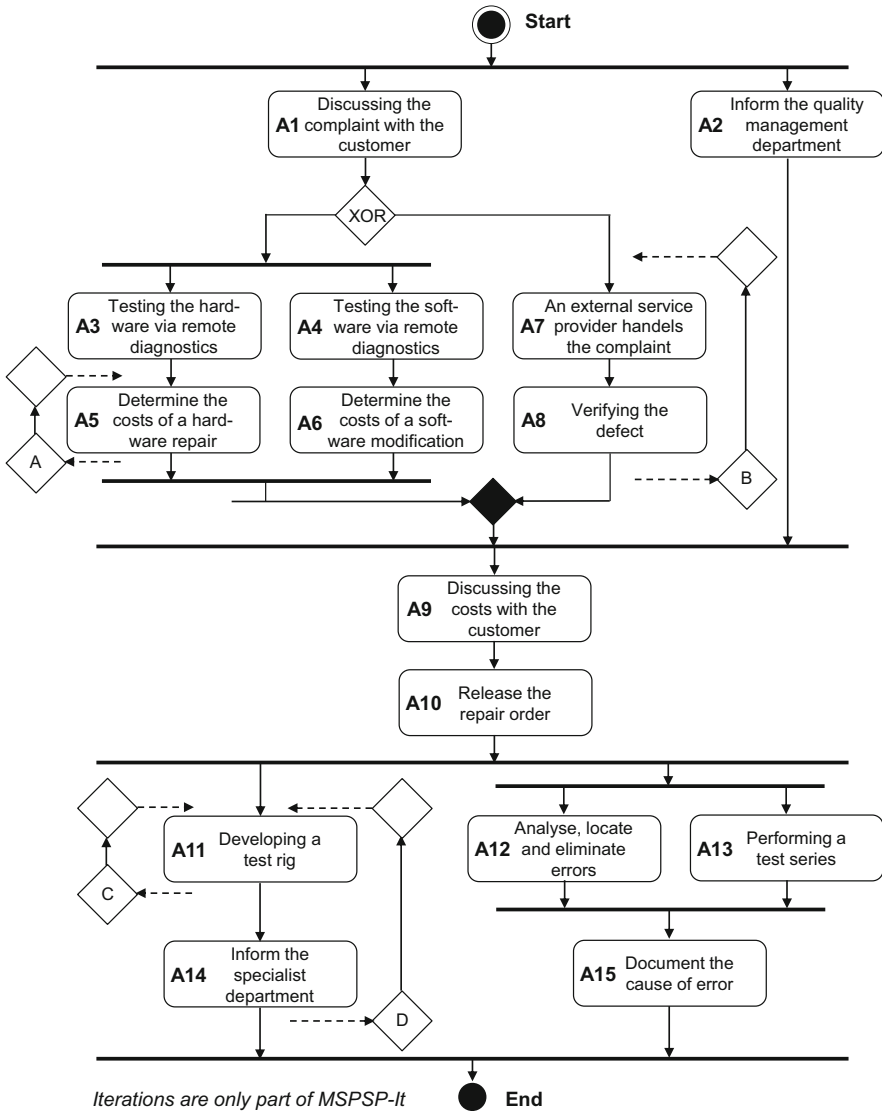 Start
Discussing the
A1 complaint with the
customer
Inform the quality
A2 management
department
XOR
Testing the hard-
A3 ware via remote
diagnostics
Testing the soft-
A4 ware via remote
diagnostics
An external service
A7 provider handels
the complaint
Determine the
A5 costs of a hard-
ware repair
Determine the
A6 costs of a soft-
ware modification
A8 Verifying the
defect
A
B
Discussing the
A9 costs with the
customer
A10 Release the
repair order
A11 Developing a
test rig
Analyse, locate
A12 and eliminate
errors
A13 Performing a
test series
C
Inform the
A14 specialist
department
A15 Document the
cause of error
D
Iterations are only part of MSPSP-It
End